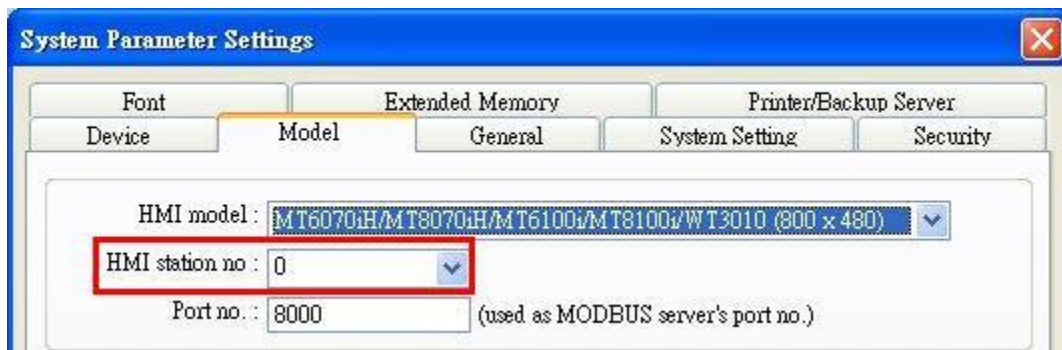 System Parameter Settings
Font Extended Memory Printer/Backup Server
Device Model General System Setting Security
HMI model : MT6070iH/MT8070iH/MT6100i/MT8100i/WT3010 (800 x 480)
HMI station no : 0
Port no. : 8000 (used as MODBUS server's port no.)